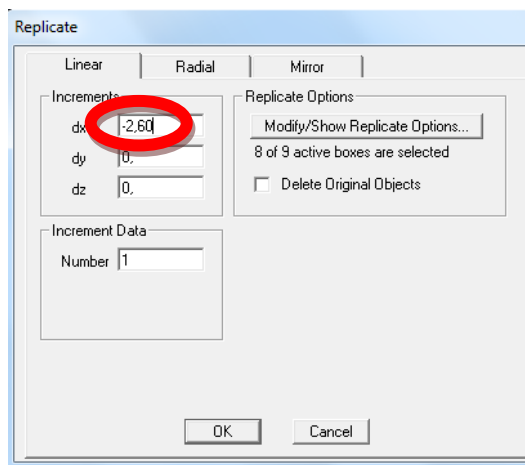 Replicate
Linear Radial Mirror
Increments
dx -2,60
dy 0,
dz 0,
Replicate Options
Modify/Show Replicate Options...
8 of 9 active boxes are selected
Delete Original Objects
Increment Data
Number 1
OK Cancel